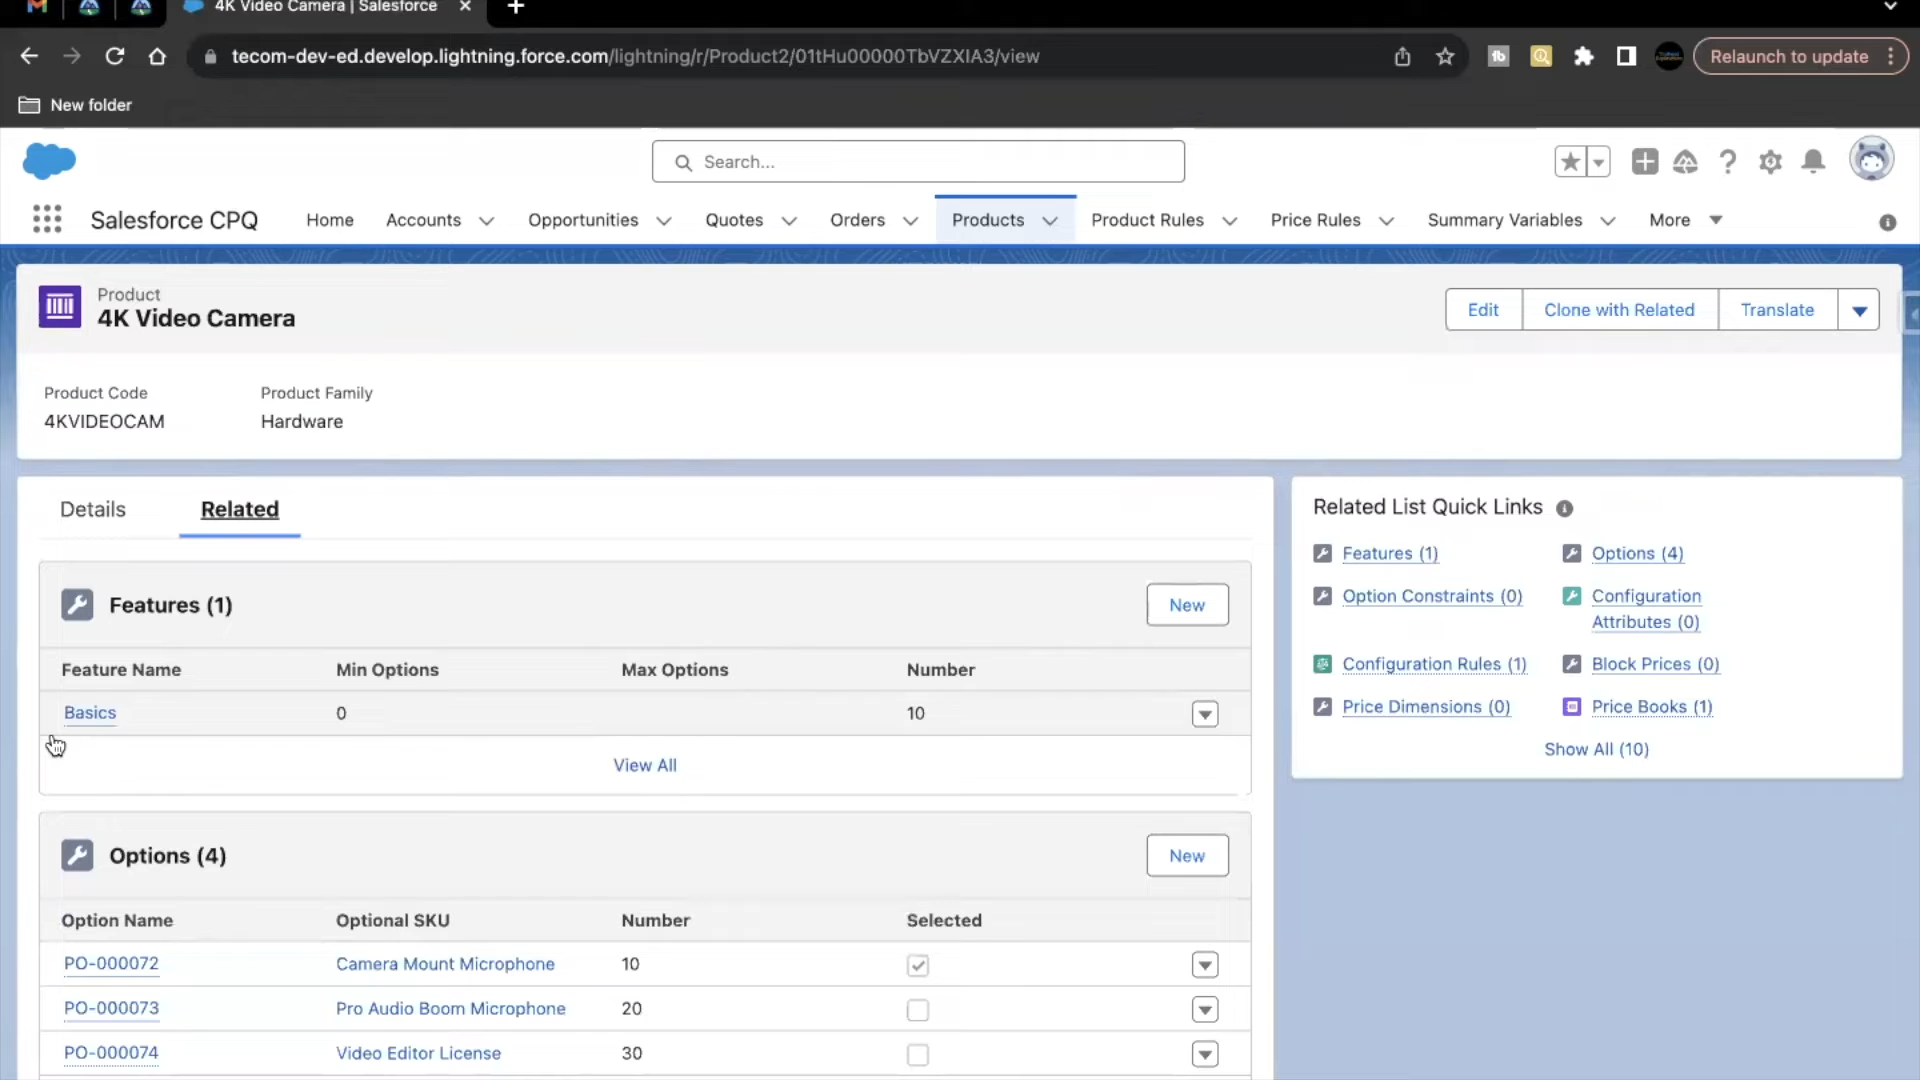 4K Video Camera | Salesforce
tecom-dev-ed.develop.lightning.force.com/lightning/r/Product2/01tHu00000TbVZXIA3/view
Relaunch to update
New folder
Search...
Salesforce CPQ
Home
Accounts
Opportunities
Quotes
Orders
Products
Product Rules
Price Rules
Summary Variables
More
Product
4K Video Camera
Edit
Clone with Related
Translate
Product Code
Product Family
4KVIDEOCAM
Hardware
Details
Related
Features (1)
New
Feature Name
Min Options
Max Options
Number
Basics
0
10
View All
Options (4)
New
Option Name
Optional SKU
Number
Selected
PO-000072
Camera Mount Microphone
10
PO-000073
Pro Audio Boom Microphone
20
PO-000074
Video Editor License
30
Related List Quick Links
Features (1)
Options (4)
Option Constraints (0)
Configuration
Attributes (0)
Configuration Rules (1)
Block Prices (0)
Price Dimensions (0)
Price Books (1)
Show All (10)